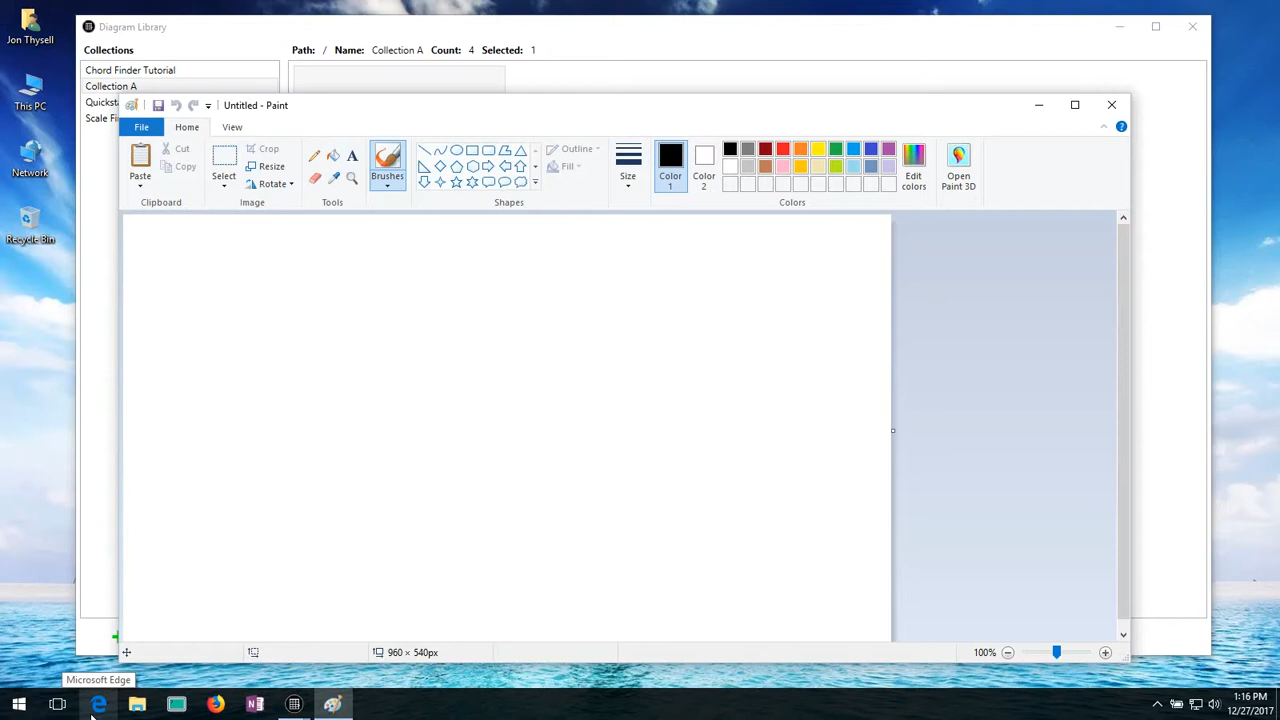 Jon Thysell
This PC
Network
Recycle Bin
Diagram Library
Collections
Path: / Name: Collection A Count: 4 Selected: 1
Chord Finder Tutorial
Collection A
Untitled - Paint
File Home View
Paste
Cut
Copy
Clipboard
Select
Crop
Resize
Rotate
Image
A
Tools
Brushes
Outline
Fill
Shapes
Size
Color 1
Color 2
Edit colors
Colors
Open Paint 3D
960 × 540px
100%
Microsoft Edge
1:16 PM
12/27/2017